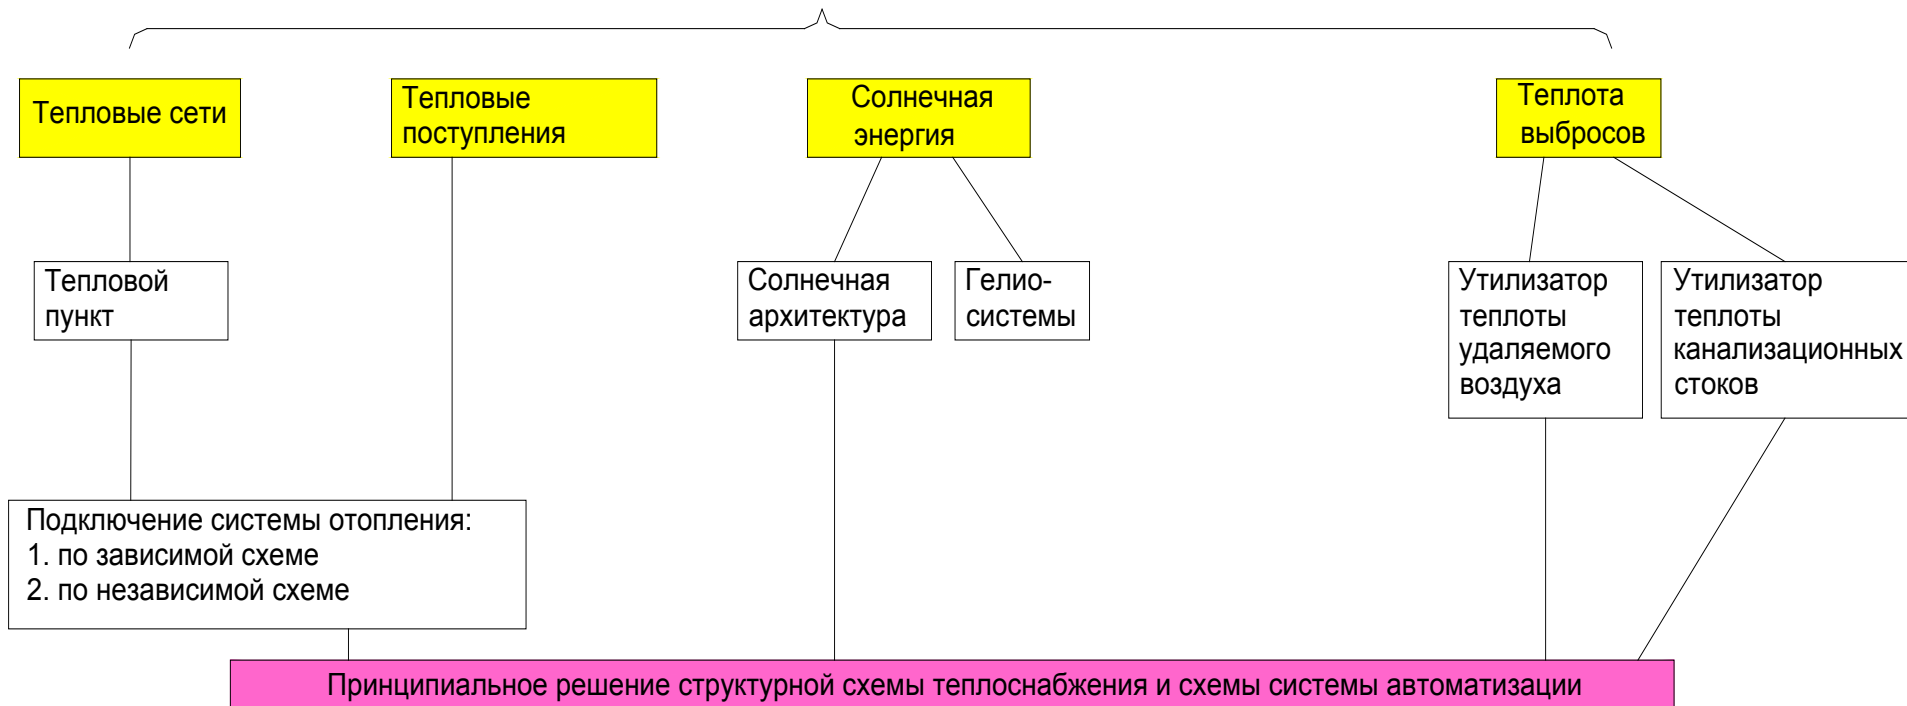 Тепловые сети
Тепловые
поступления
Солнечная
энергия
Теплота
выбросов
Тепловой
пункт
Солнечная
архитектура
Гелио-
системы
Утилизатор
теплоты
удаляемого
воздуха
Утилизатор
теплоты
канализационных
стоков
Подключение системы отопления:
1. по зависимой схеме
2. по независимой схеме
Принципиальное решение структурной схемы теплоснабжения и схемы системы автоматизации